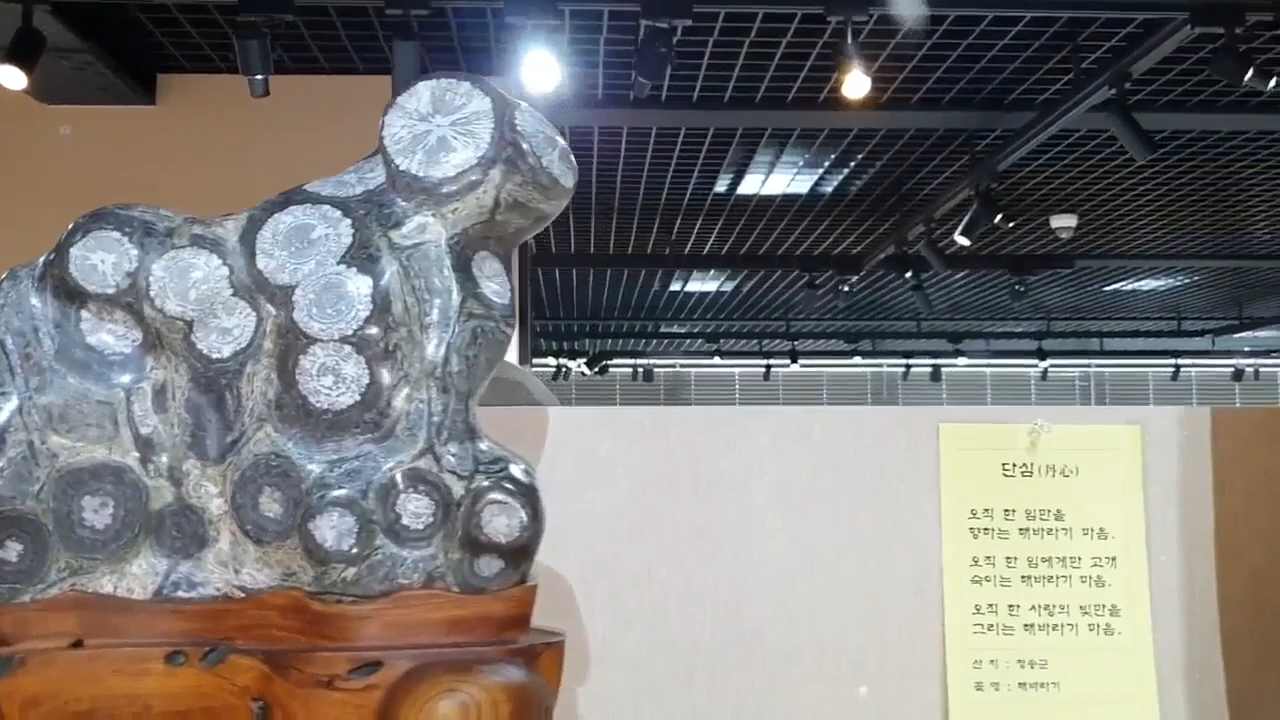 단심(丹心)
오직 한 임만을
향하는 해바라기 마음.
오직 한 임에게만 고개
숙이는 해바라기 마음.
오직 한 사랑의 빛만을
그리는 해바라기 마음.
산 지 : 청송군
꽃 명 : 해바라기